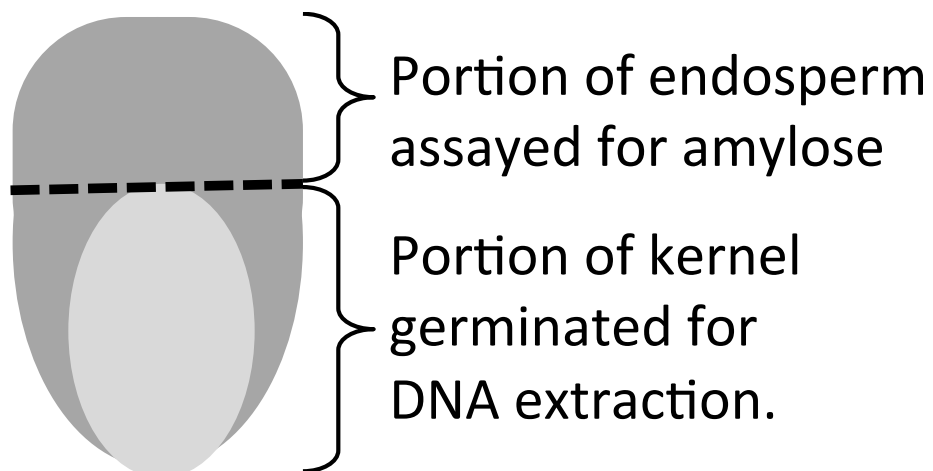 Portion of endosperm
assayed for amylose
Portion of kernel
germinated for
DNA extraction.